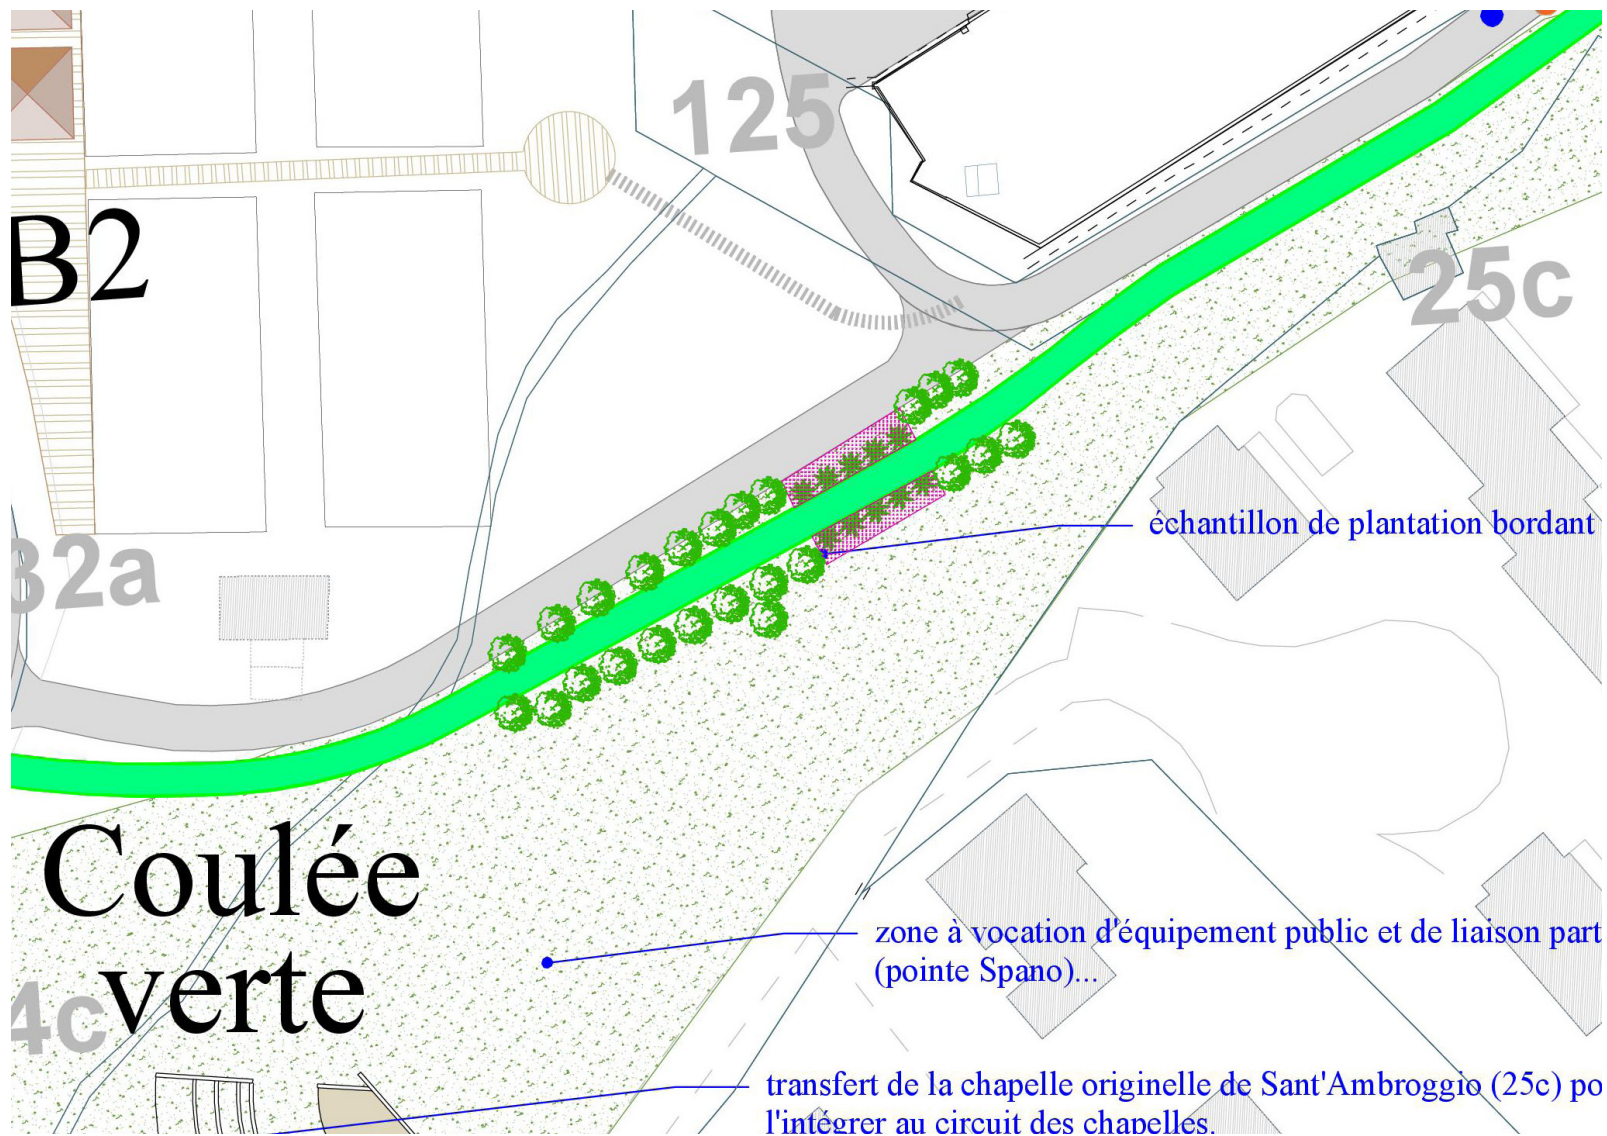 125
B2
25c
échantillon de plantation bordant
32a
Coulée
verte
zone à vocation d'équipement public et de liaison part
(pointe Spano)...
4c
transfert de la chapelle originelle de Sant'Ambroggio (25c) po
l'intégrer au circuit des chapelles.